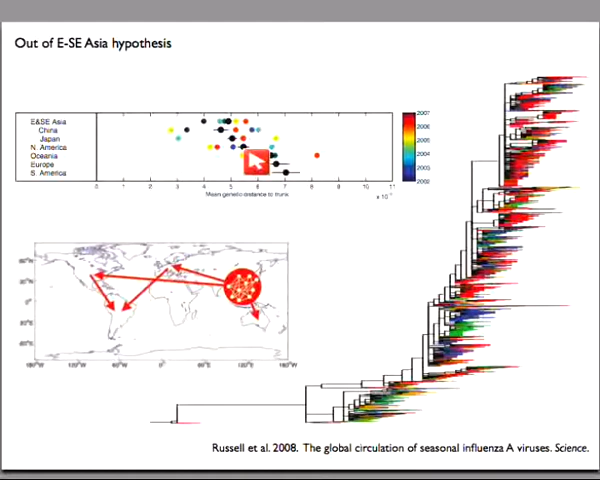 Out of E-SE Asia hypothesis
E&SE Asia
China
Japan
N. America
Oceania
Europe
S. America
2007
2006
2005
2004
2003
2002
0 1 2 3 4 5 6 7 8 9 10 11
Mean genetic distance to trunk
60°N
30°N
0°
30°S
60°S
180°W 120°W 60°W 0° 60°E 120°E 180°W
Russell et al. 2008. The global circulation of seasonal influenza A viruses. Science.